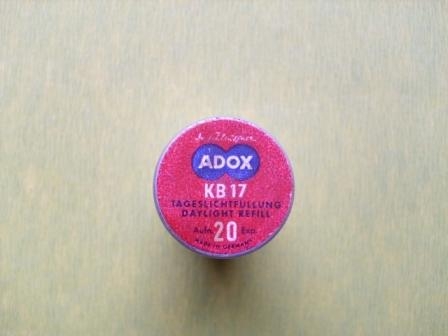 ADOX
KB 17
TAGESLICHTFÜLLUNG
DAYLIGHT REFILL
Aufn. 20 Exp.
MADE IN GERMANY